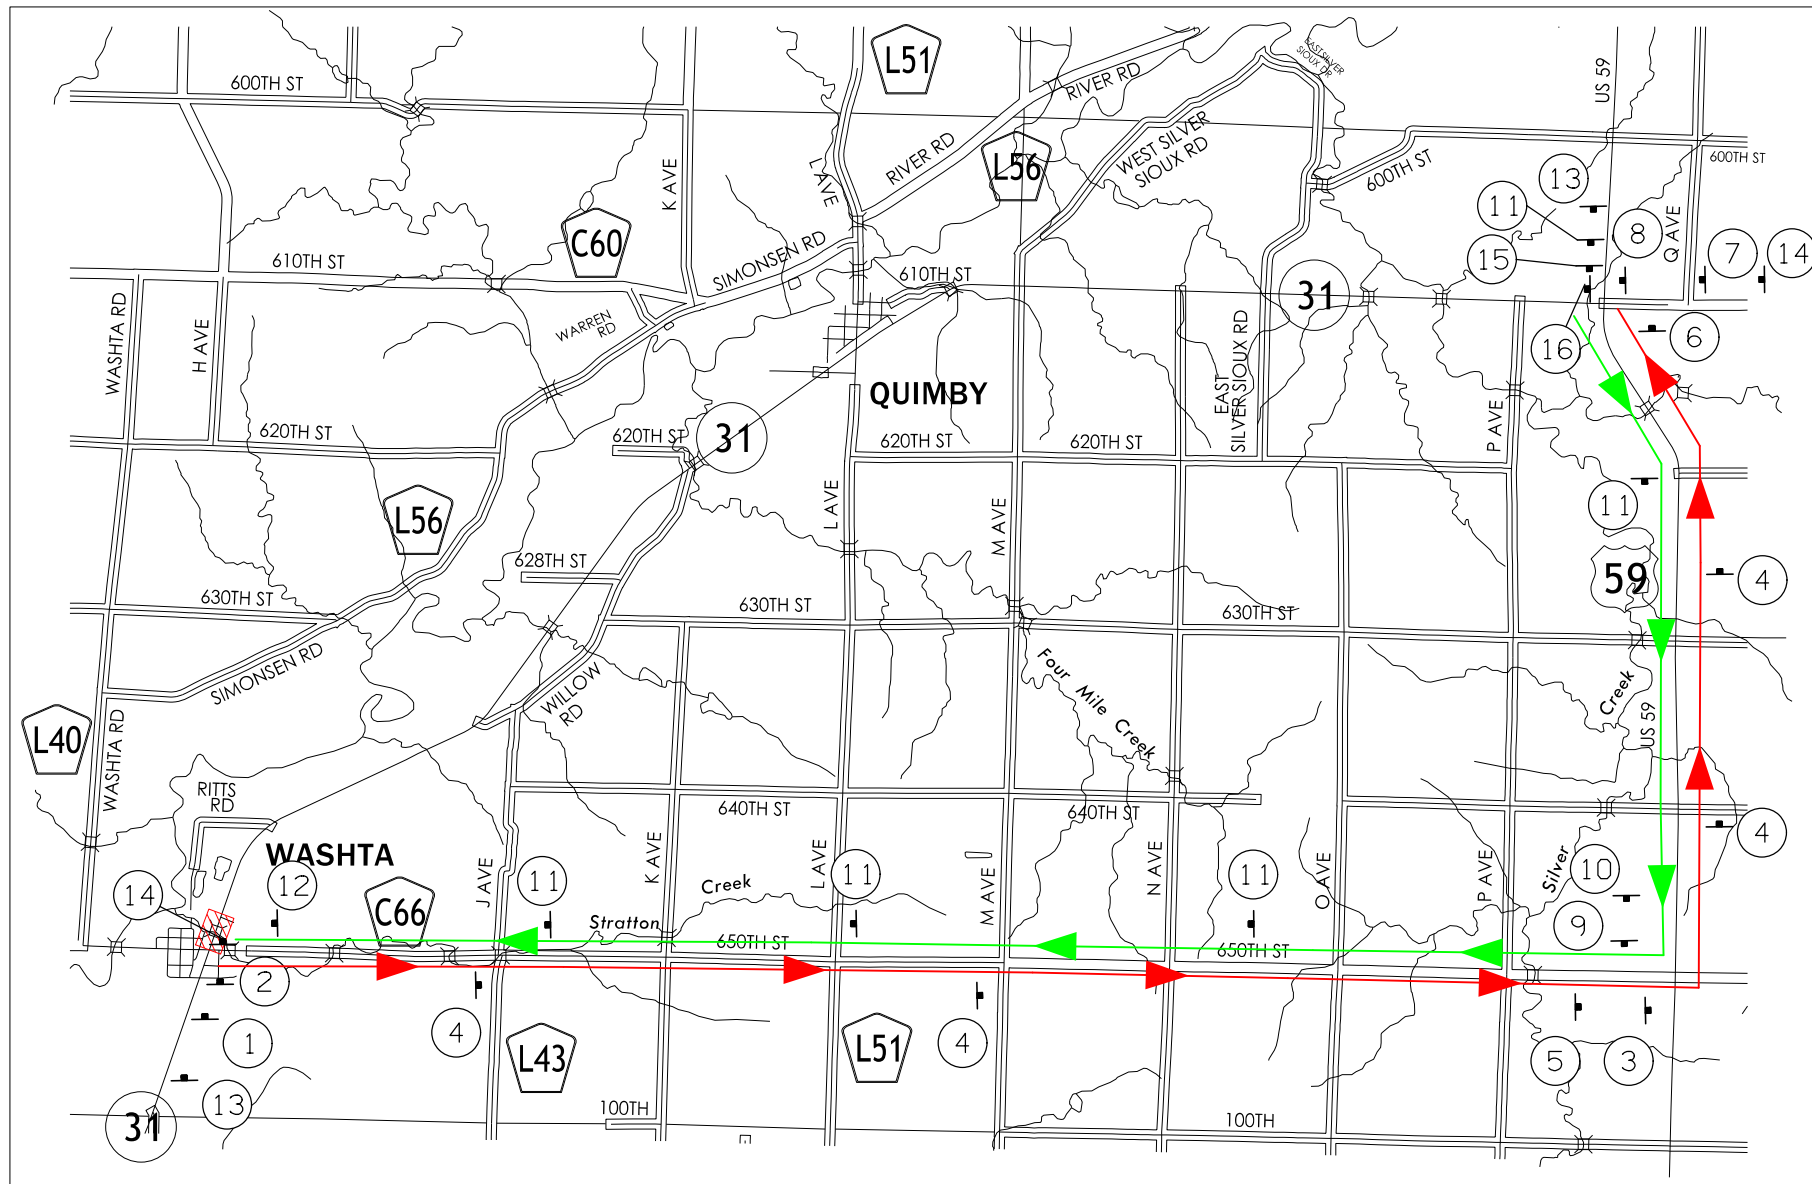 L51
EAST SILVER
SIOUX DR
US 59
600TH ST
RIVER RD
RIVER RD
WEST SILVER
SIOUX RD
L56
K AVE
L AVE
600TH ST
600TH ST
13
11
15
8
Q AVE
7
14
C60
SIMONSEN RD
610TH ST
610TH ST
31
WARREN
RD
WASHTA RD
H AVE
6
16
EAST
SILVER SIOUX RD
QUIMBY
P AVE
620TH ST
620TH ST
31
620TH ST
620TH ST
L56
L AVE
M AVE
11
628TH ST
59
4
630TH ST
630TH ST
630TH ST
SIMONSEN RD
WILLOW
RD
Four Mile Creek
Creek
US 59
L40
WASHTA RD
RITTS
RD
640TH ST
640TH ST
4
WASHTA
12
14
C66
J AVE
11
K AVE
Creek
L AVE
11
M AVE
N AVE
11
O AVE
P AVE
Silver
10
9
Stratton
650TH ST
650TH ST
2
1
4
L43
L51
4
5
3
13
31
100TH
100TH